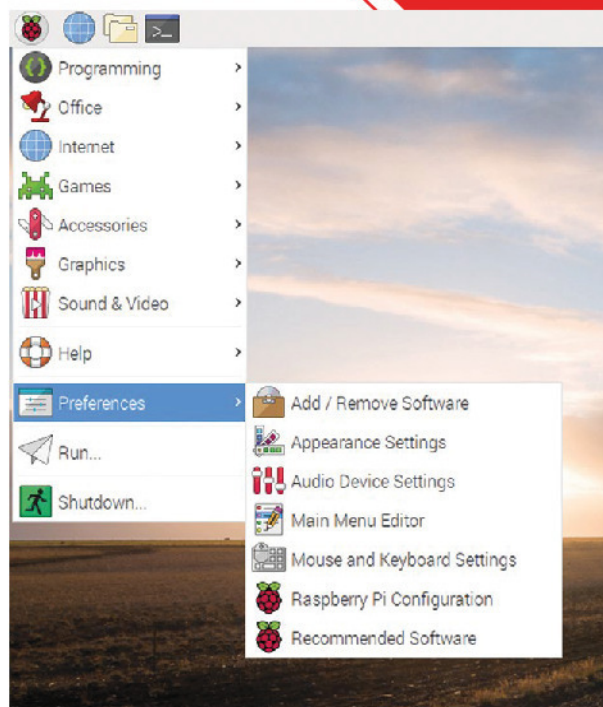 Programming
Office
Internet
Games
Accessories
Graphics
Sound & Video
Help
Preferences
Run...
Shutdown...
Add / Remove Software
Appearance Settings
Audio Device Settings
Main Menu Editor
Mouse and Keyboard Settings
Raspberry Pi Configuration
Recommended Software